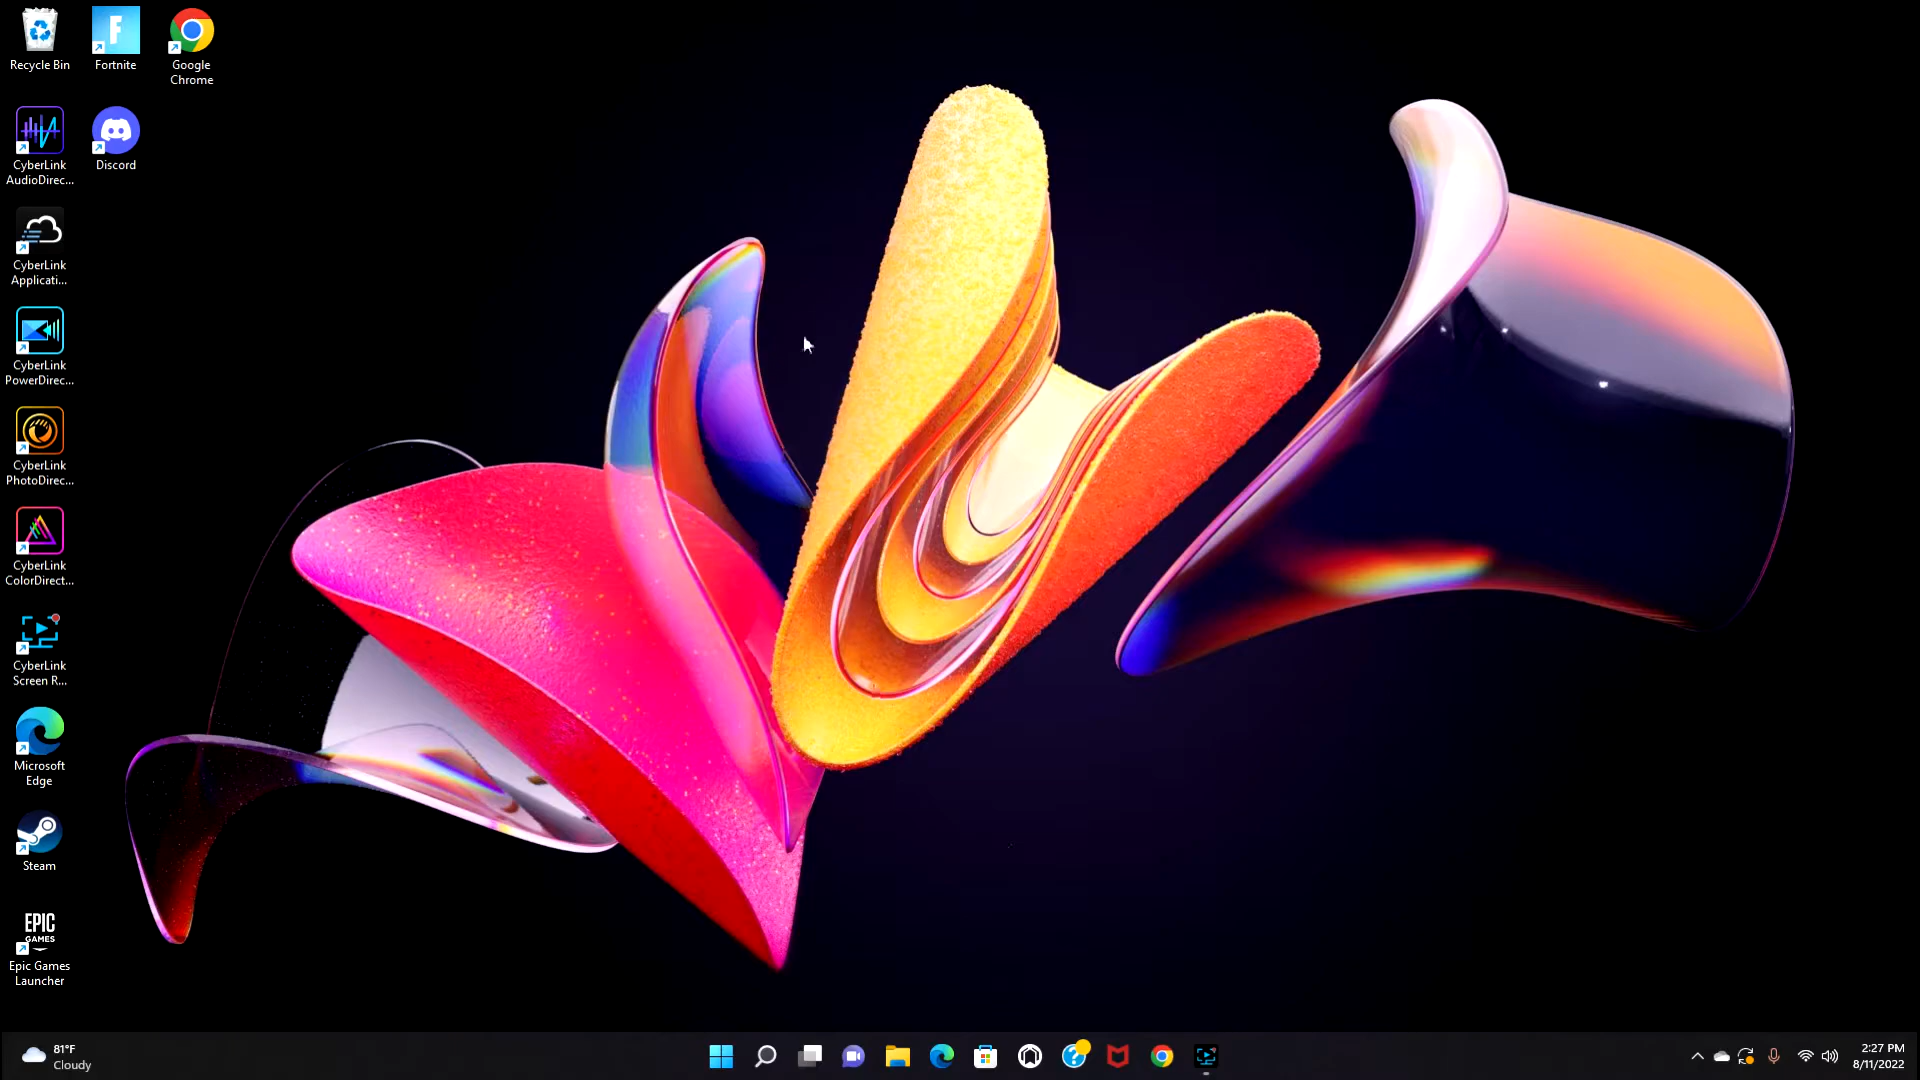 Recycle Bin
Fortnite
Google
Chrome
CyberLink
AudioDirec...
Discord
CyberLink
Applicati...
CyberLink
PowerDirec...
CyberLink
PhotoDirec...
CyberLink
ColorDirect...
CyberLink
Screen R...
Microsoft
Edge
Steam
EPIC
GAMES
Epic Games
Launcher
81°F
Cloudy
2:27 PM
8/11/2022